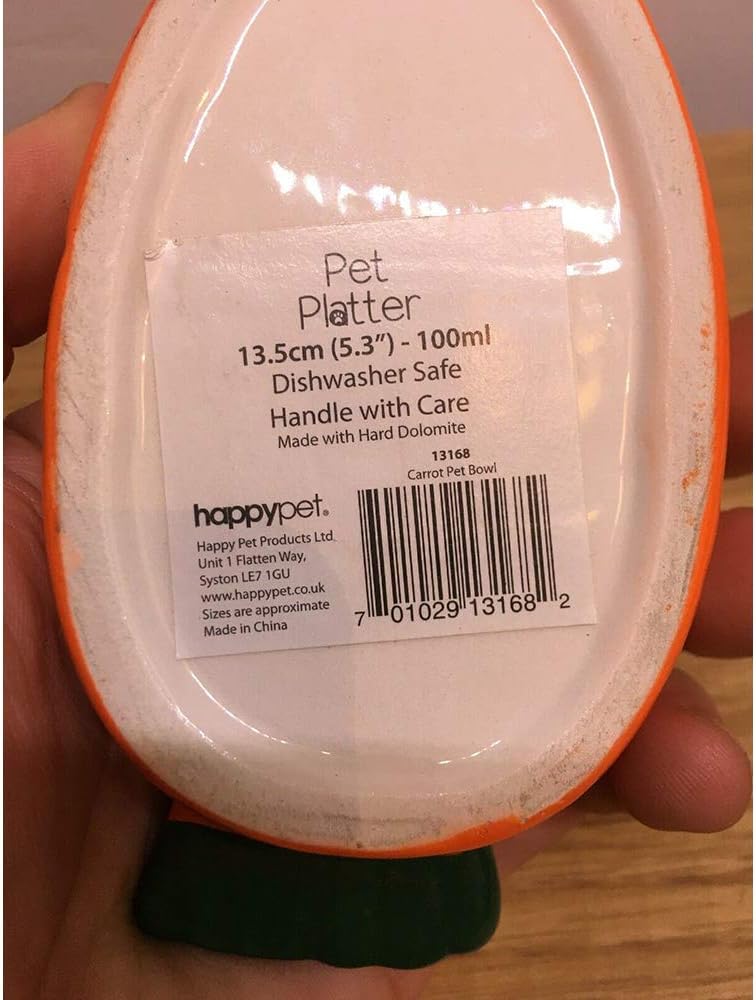 Pet
Platter
13.5cm (5.3”) - 100ml
Dishwasher Safe
Handle with Care
Made with Hard Dolomite
13168
Carrot Pet Bowl
happypet®
Happy Pet Products Ltd.
Unit 1 Flatten Way,
Syston LE7 1GU
www.happypet.co.uk
Sizes are approximate
Made in China
7 01029 13168 2